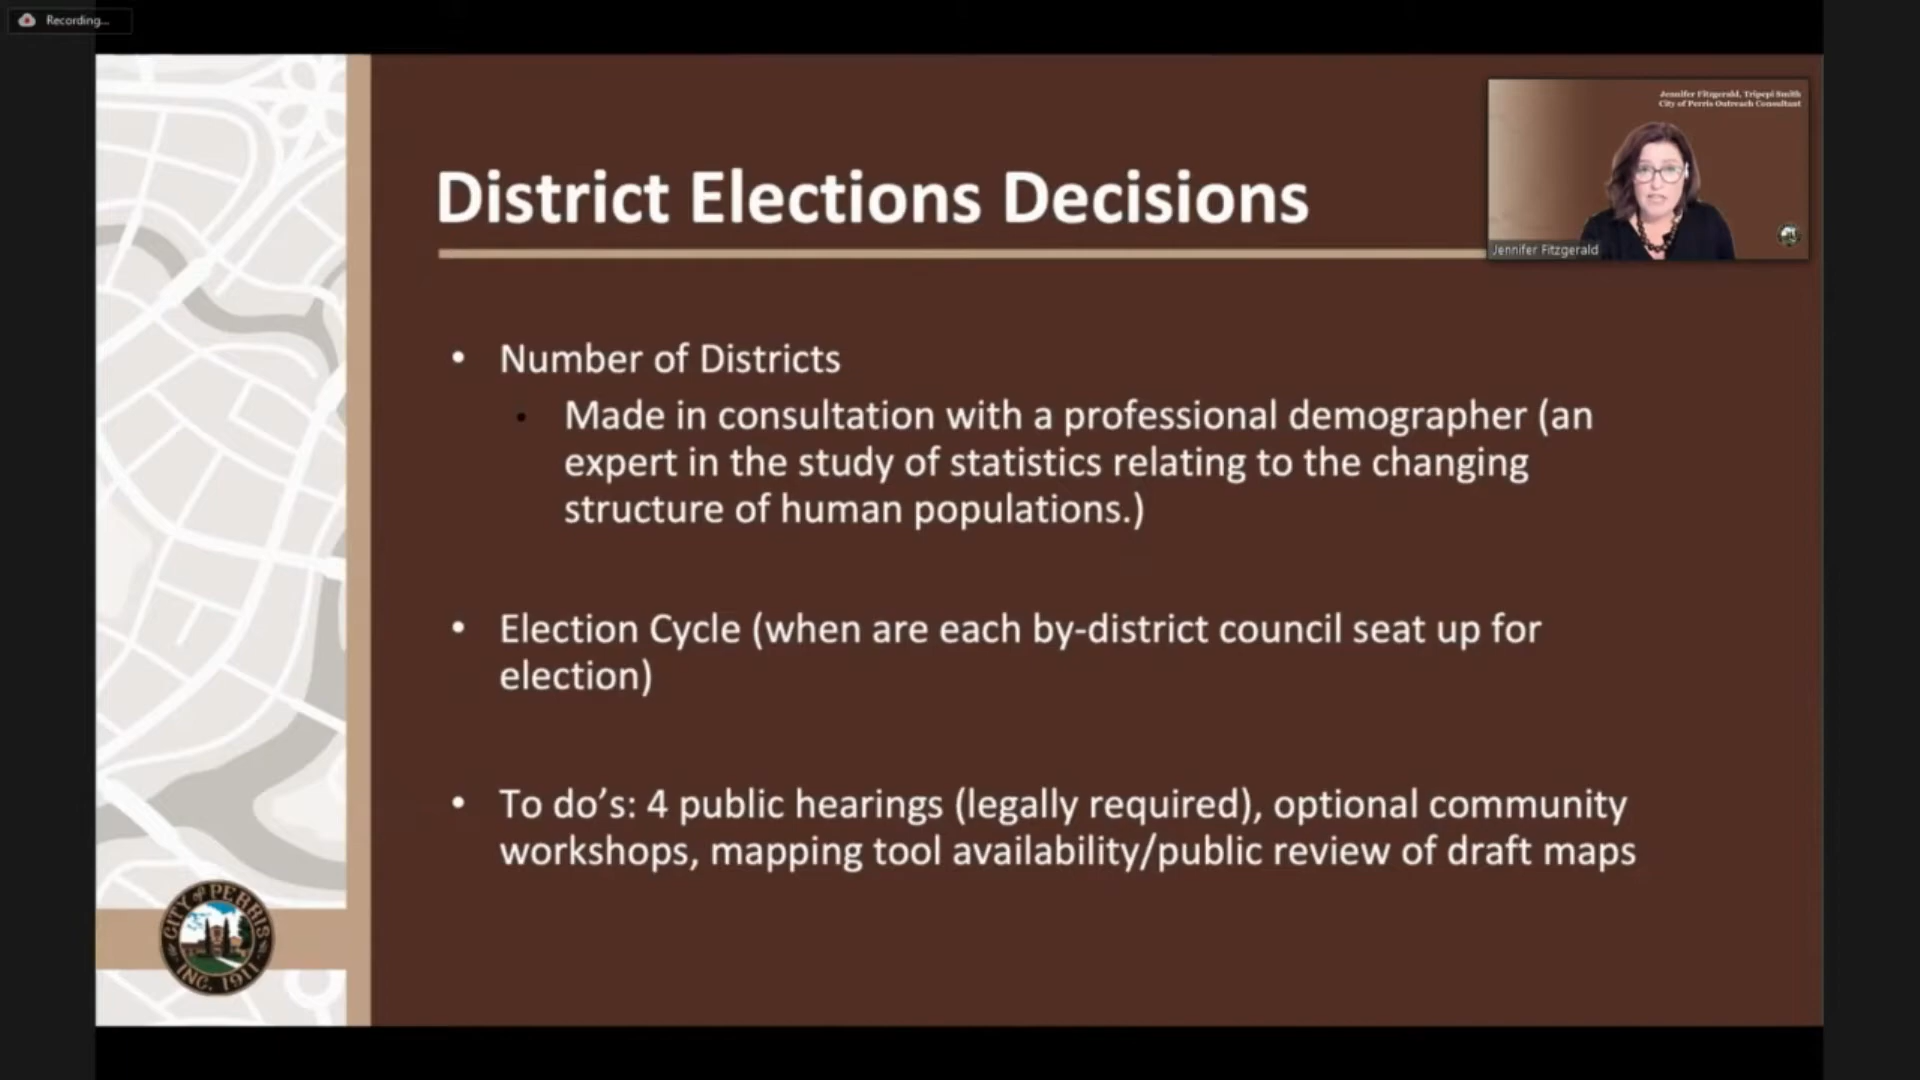 Recording...
Jennifer Fitzgerald, Tripepi Smith
City of Perris Outreach Consultant
District Elections Decisions
Jennifer Fitzgerald
• Number of Districts
• Made in consultation with a professional demographer (an
expert in the study of statistics relating to the changing
structure of human populations.)
• Election Cycle (when are each by-district council seat up for
election)
• To do’s: 4 public hearings (legally required), optional community
workshops, mapping tool availability/public review of draft maps
CITY of PERRIS
INC. 1911